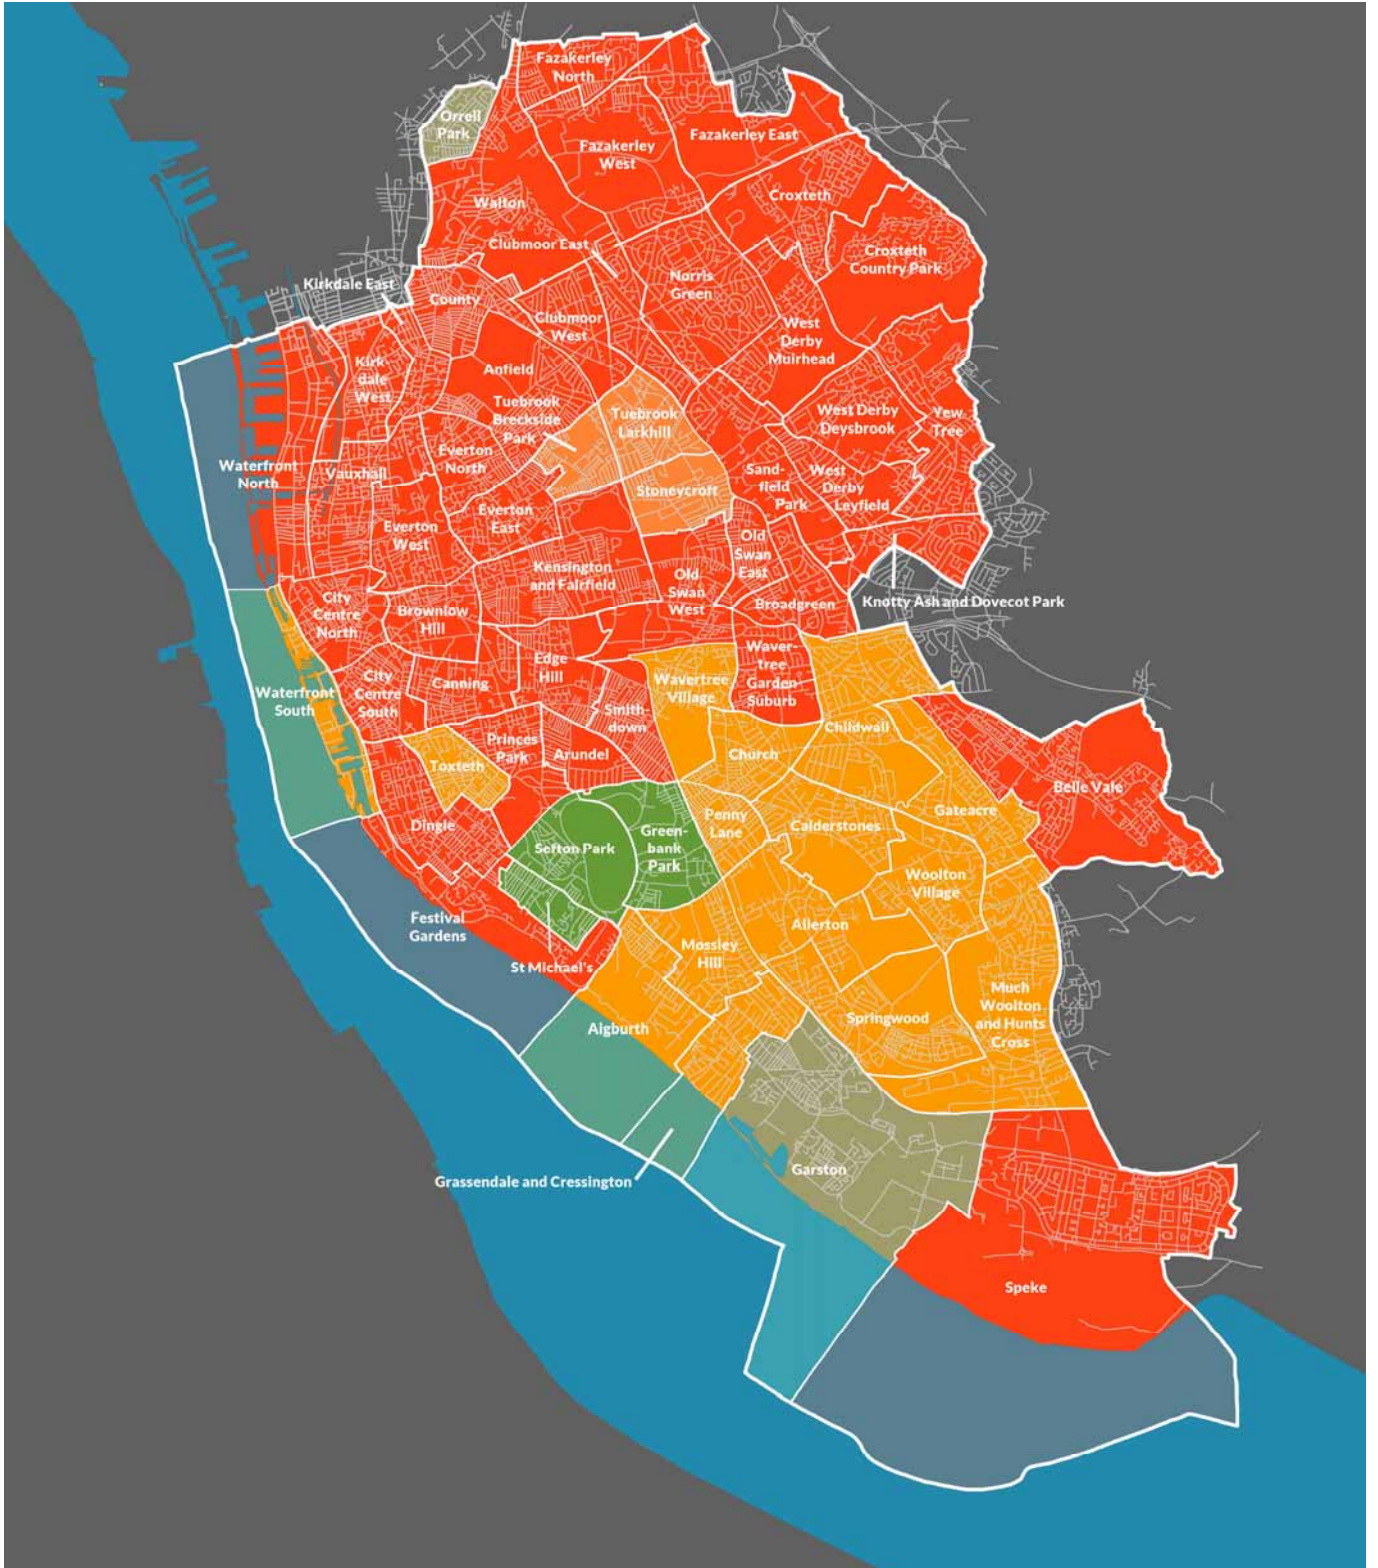 Fazakerley
North
Orrell
Park
Fazakerley
West
Fazakerley East
Walton
Croxteth
Clubmoor East
Croxteth
Country Park
Kirkdale East
County
Norris
Green
Clubmoor
West
West
Derby
Muirhead
Kirk
dale
West
Anfield
Tuebrook
Breckside
Park
Tuebrook
Larkhill
West Derby
Deysbrook
Yew
Tree
Waterfront
North
Vauxhall
Everton
North
Stoneycroft
Sand-
field
Park
West
Derby
Leyfield
Everton
West
Everton
East
Old
Swan
East
Kensington
and Fairfield
Old
Swan
West
City
Centre
North
Brownlow
Hill
Broadgreen
Knotty Ash and Dovecot Park
Waterfront
South
City
Centre
South
Canning
Edge
Hill
Smith-
down
Wavertree
Village
Waver-
tree
Garden
Suburb
Childwall
Toxteth
Princes
Park
Arundel
Church
Belle Vale
Dingle
Penny
Lane
Calderstones
Gateacre
Sefton Park
Green-
bank
Park
Woolton
Village
Festival
Gardens
St Michael's
Mossley
Hill
Allerton
Aigburth
Springwood
Much
Woolton
and Hunts
Cross
Grassendale and Cressington
Garston
Speke